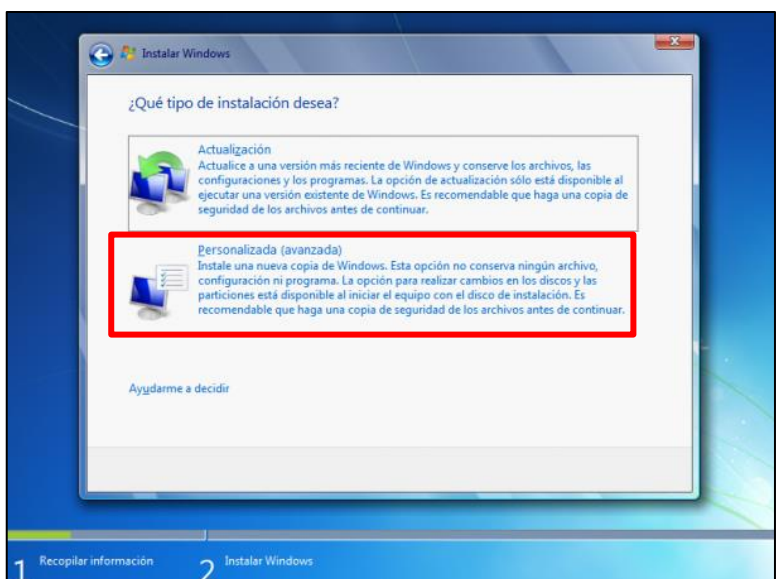 Instalar Windows
¿Qué tipo de instalación desea?
Actualización
Actualice a una versión más reciente de Windows y conserve los archivos, las
configuraciones y los programas. La opción de actualización sólo está disponible al
ejecutar una versión existente de Windows. Es recomendable que haga una copia de
seguridad de los archivos antes de continuar.
Personalizada (avanzada)
Instale una nueva copia de Windows. Esta opción no conserva ningún archivo,
configuración ni programa. La opción para realizar cambios en los discos y las
particiones está disponible al iniciar el equipo con el disco de instalación. Es
recomendable que haga una copia de seguridad de los archivos antes de continuar.
Ayudarme a decidir
1 Recopilar información 2 Instalar Windows